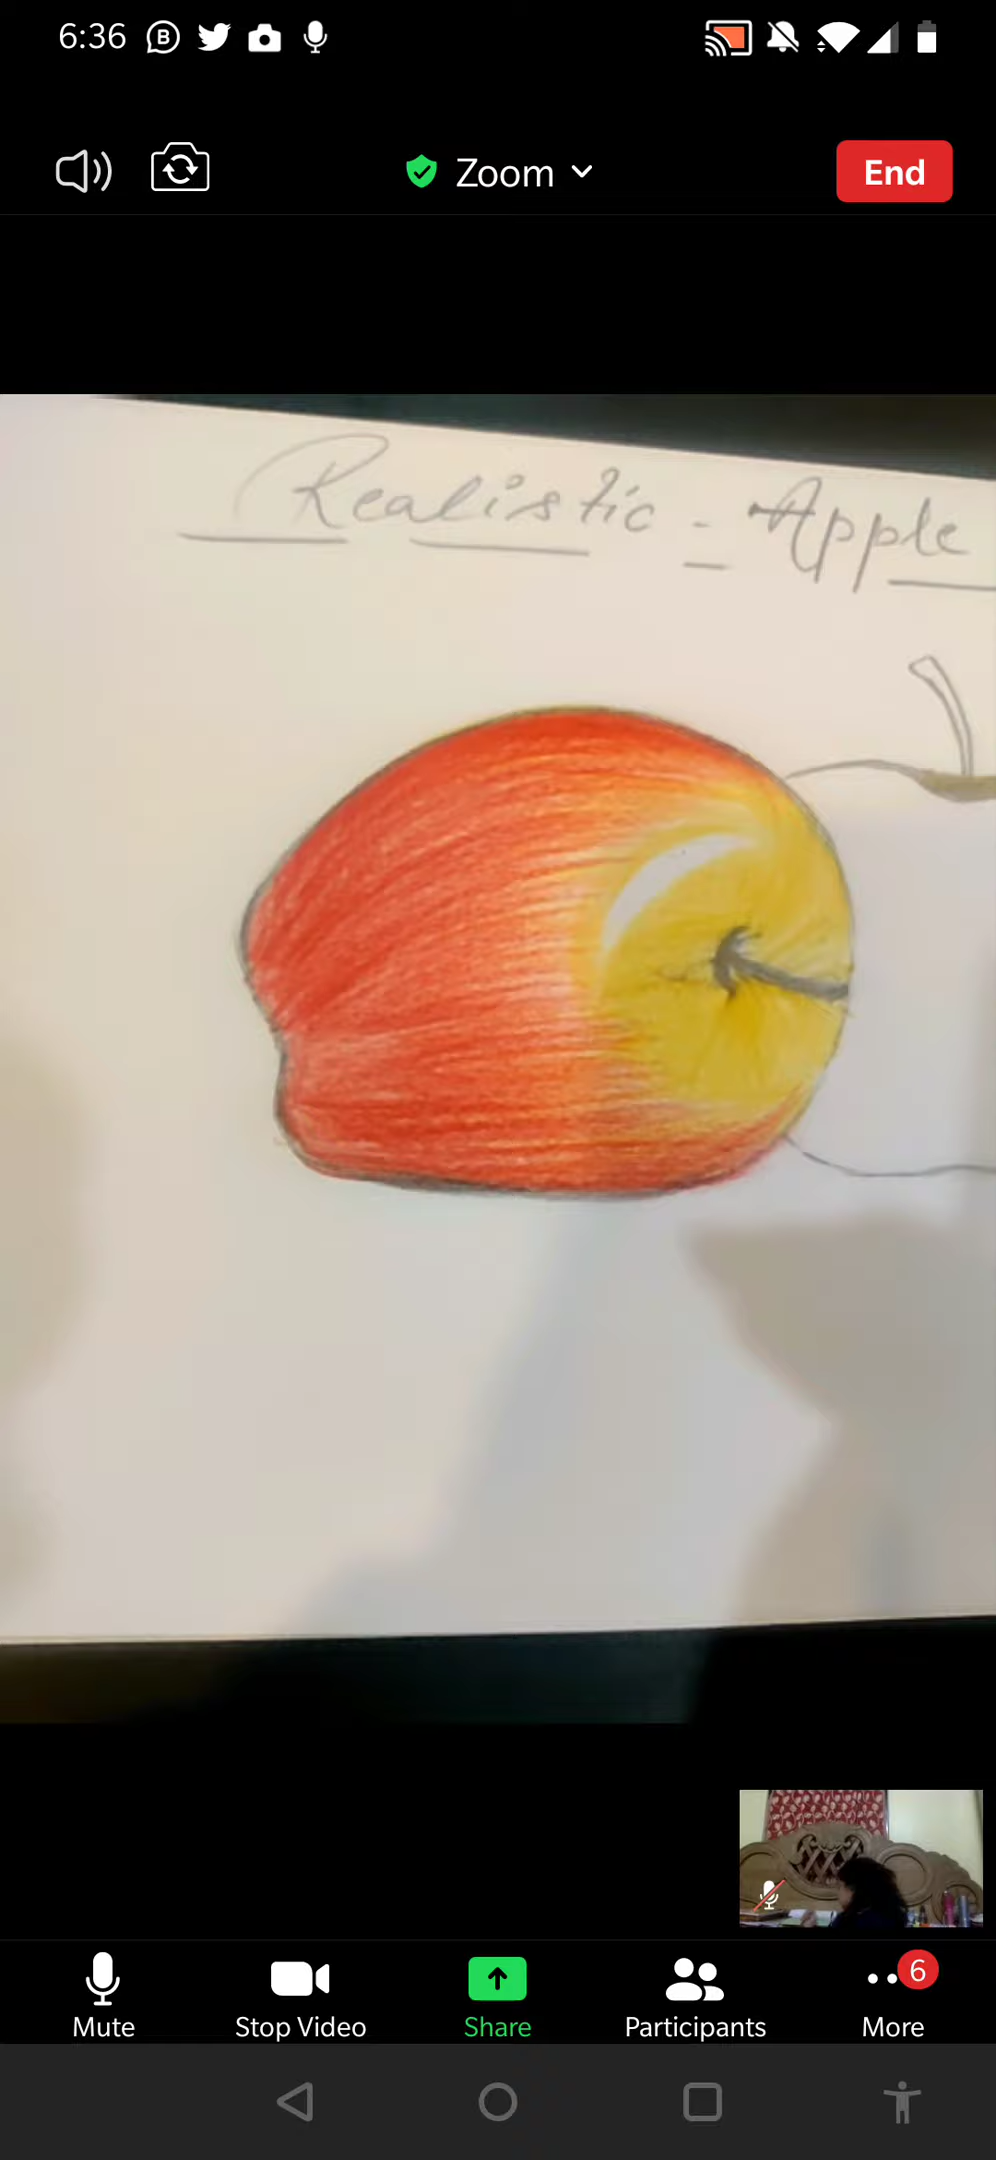 6:36
Zoom
End
Realistic - Apple
Mute
Stop Video
Share
Participants
More
6